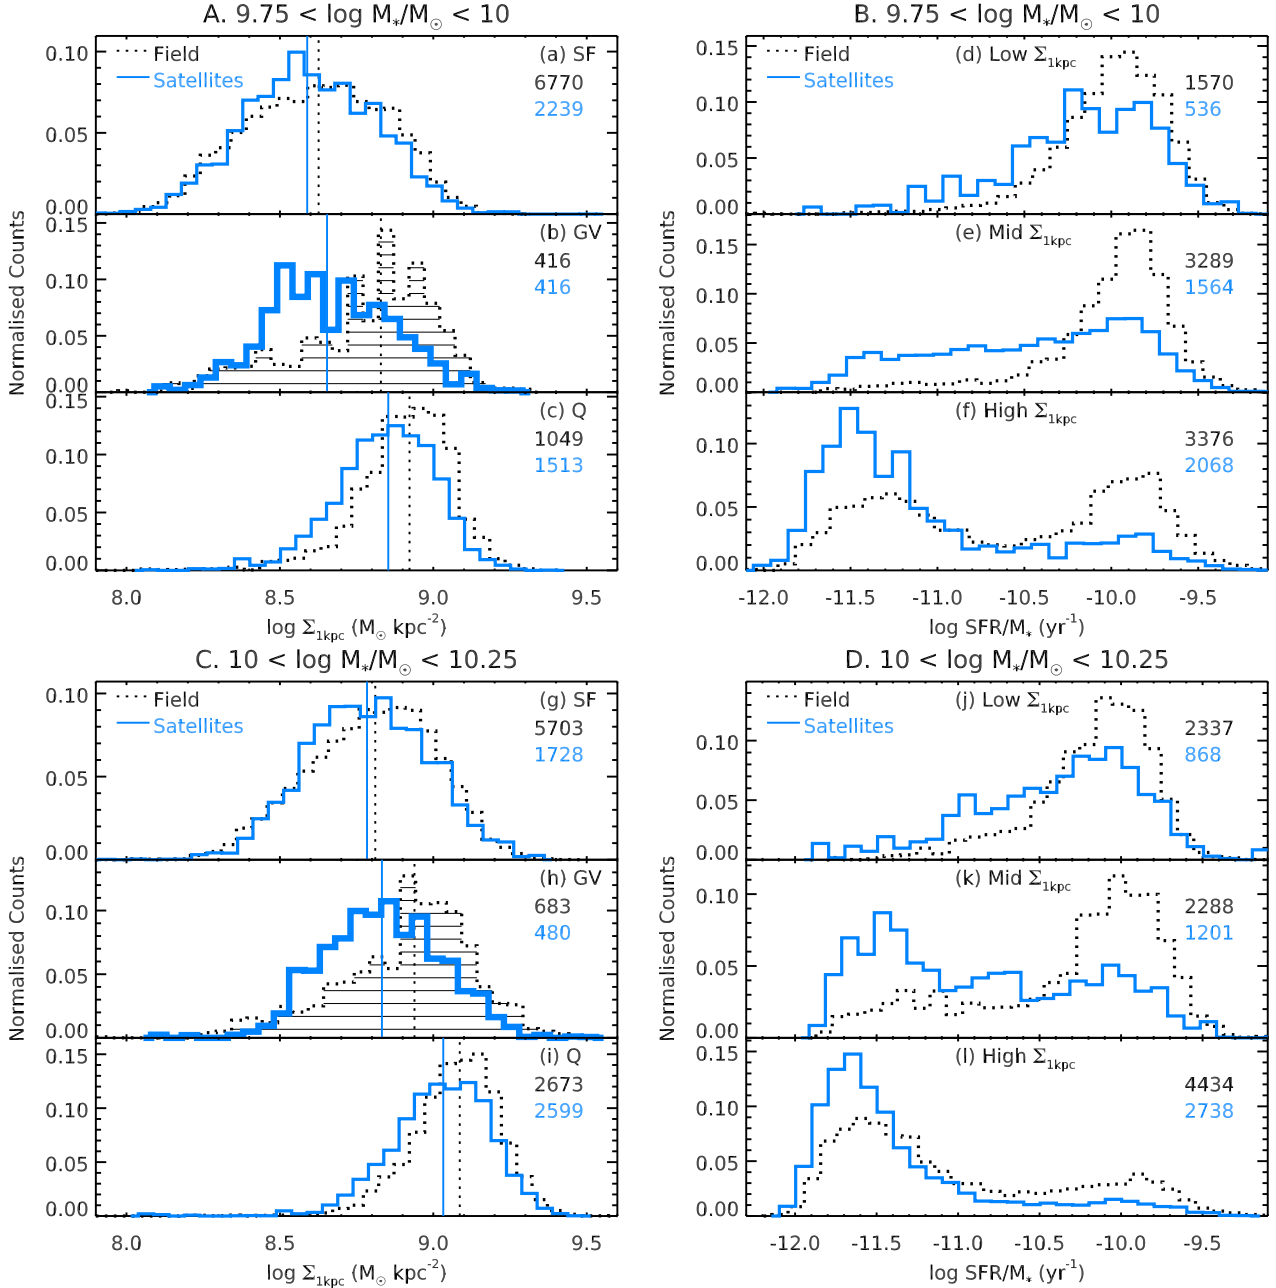 A. 9.75 < log M*/M☉ < 10
Normalised Counts
0.10
0.05
0.00
Field
Satellites
(a) SF
6770
2239
0.15
0.10
0.05
0.00
(b) GV
416
416
0.15
0.10
0.05
0.00
(c) Q
1049
1513
8.0 8.5 9.0 9.5
log Σ1kpc (M☉ kpc-2)
B. 9.75 < log M*/M☉ < 10
Normalised Counts
0.15
0.10
0.05
0.00
Field
Satellites
(d) Low Σ1kpc
1570
536
0.15
0.10
0.05
0.00
(e) Mid Σ1kpc
3289
1564
0.10
0.05
0.00
(f) High Σ1kpc
3376
2068
-12.0 -11.5 -11.0 -10.5 -10.0 -9.5
log SFR/M* (yr-1)
C. 10 < log M*/M☉ < 10.25
Normalised Counts
0.10
0.05
0.00
Field
Satellites
(g) SF
5703
1728
0.10
0.05
0.00
(h) GV
683
480
0.15
0.10
0.05
0.00
(i) Q
2673
2599
8.0 8.5 9.0 9.5
log Σ1kpc (M☉ kpc-2)
D. 10 < log M*/M☉ < 10.25
Normalised Counts
0.10
0.05
0.00
Field
Satellites
(j) Low Σ1kpc
2337
868
0.10
0.05
0.00
(k) Mid Σ1kpc
2288
1201
0.15
0.10
0.05
0.00
(l) High Σ1kpc
4434
2738
-12.0 -11.5 -11.0 -10.5 -10.0 -9.5
log SFR/M* (yr-1)